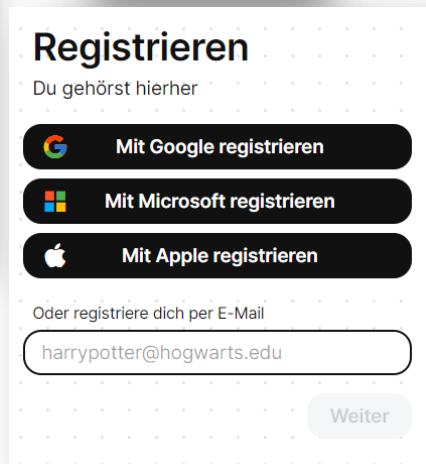 Registrieren
Du gehörst hierher
Mit Google registrieren
Mit Microsoft registrieren
Mit Apple registrieren
Oder registriere dich per E-Mail
harrypotter@hogwarts.edu
Weiter